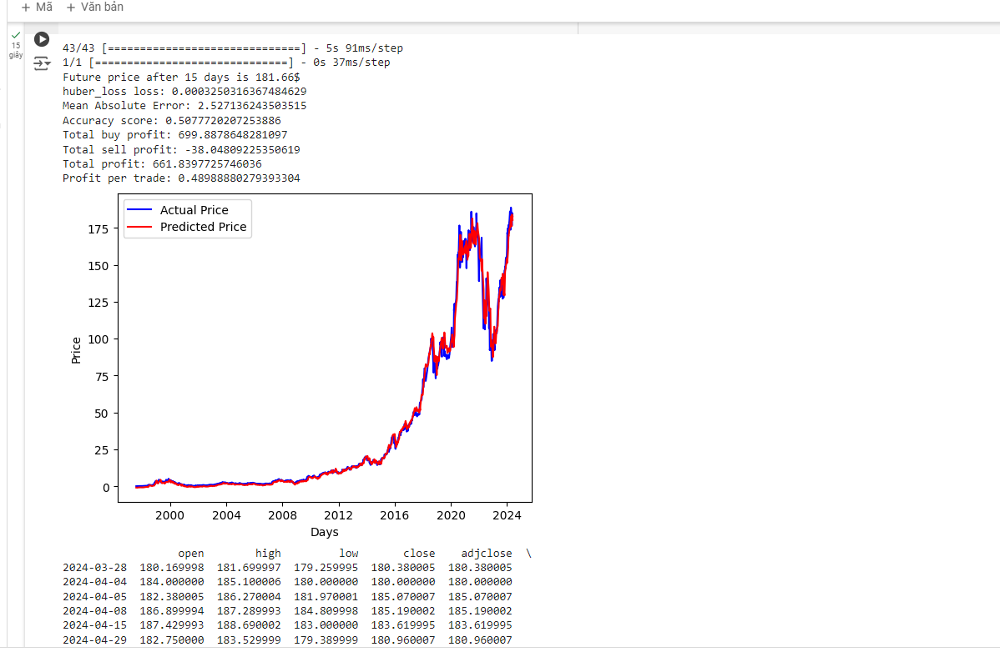 + Mã + Văn bản
15
giây
43/43 [==============================] - 5s 91ms/step
1/1 [==============================] - 0s 37ms/step
Future price after 15 days is 181.66$
huber_loss loss: 0.0003250316367484629
Mean Absolute Error: 2.527136243503515
Accuracy score: 0.5077720207253886
Total buy profit: 699.8878648281097
Total sell profit: -38.04809225350619
Total profit: 661.8397725746036
Profit per trade: 0.48988880279393304
Actual Price
Predicted Price
175
150
125
100
75
50
25
0
Price
2000 2004 2008 2012 2016 2020 2024
Days
open high low close adjclose \
2024-03-28 180.169998 181.699997 179.259995 180.380005 180.380005
2024-04-04 184.000000 185.100006 180.000000 180.000000 180.000000
2024-04-05 182.380005 186.270004 181.970001 185.070007 185.070007
2024-04-08 186.899994 187.289993 184.809998 185.190002 185.190002
2024-04-15 187.429993 188.690002 183.000000 183.619995 183.619995
2024-04-29 182.750000 183.529999 179.389999 180.960007 180.960007